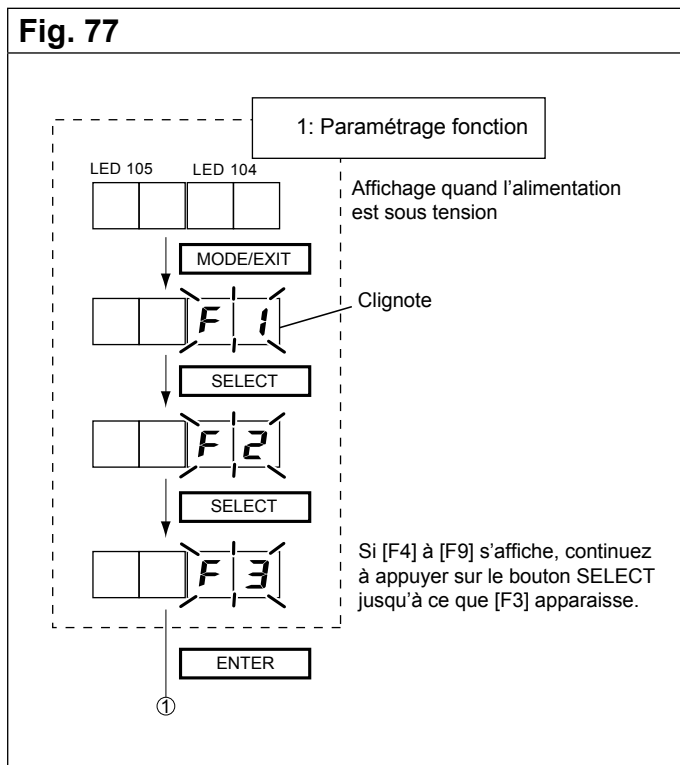 Fig. 77
1: Paramétrage fonction
LED 105 LED 104
Affichage quand l’alimentation
est sous tension
MODE/EXIT
F 1
Clignote
SELECT
F 2
SELECT
F 3
Si [F4] à [F9] s’affiche, continuez
à appuyer sur le bouton SELECT
jusqu’à ce que [F3] apparaisse.
ENTER
①